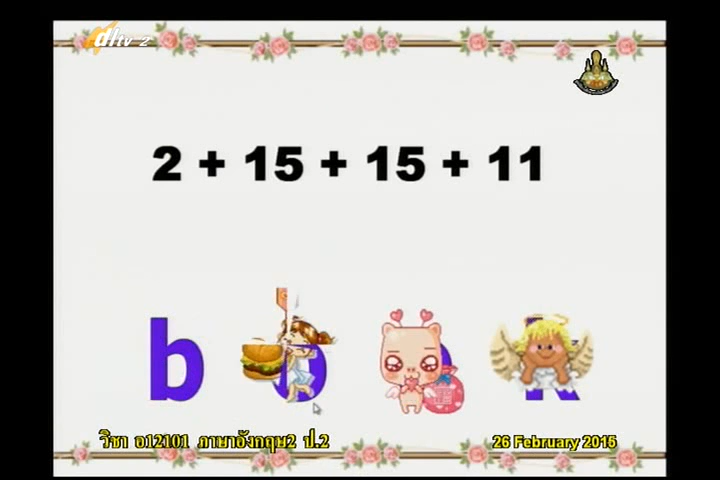 dltv 2
2 + 15 + 15 + 11
b o k
วิชา อ12101 ภาษาอังกฤษ2 ป.2
26 February 2015